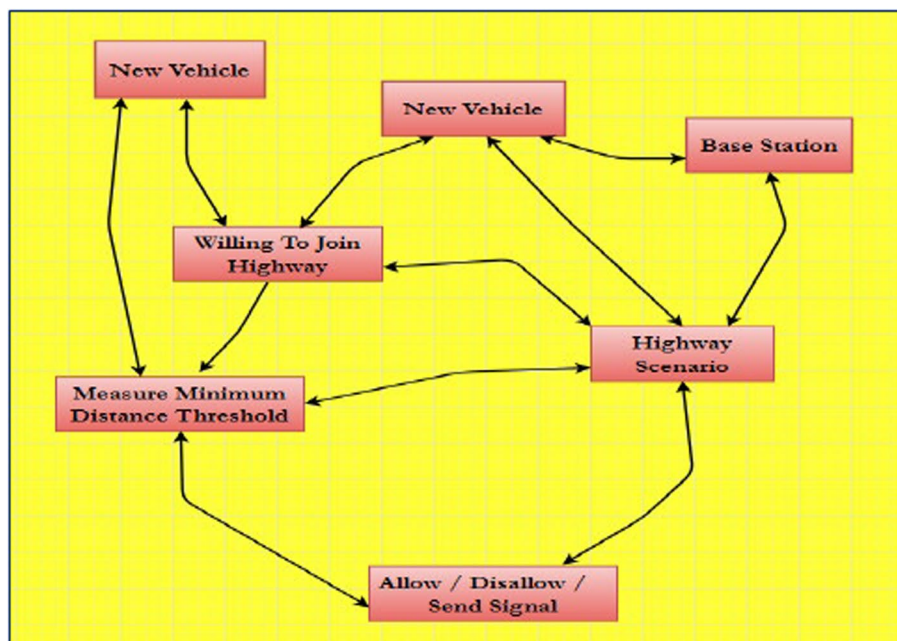 New Vehicle
New Vehicle
Base Station
Willing To Join
Highway
Highway
Scenario
Measure Minimum
Distance Threshold
Allow / Disallow /
Send Signal